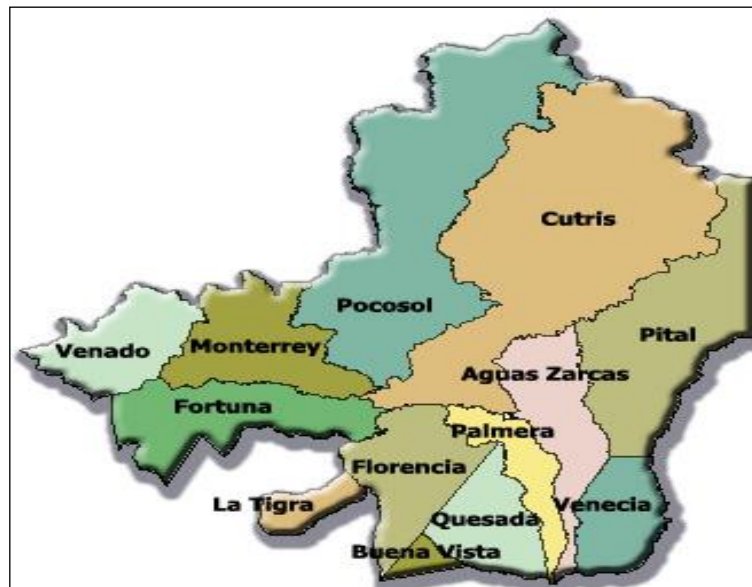 Cutris
Pocosol
Pital
Venado
Monterrey
Aguas Zarcas
Fortuna
Palmera
Florencia
La Tigra
Venecia
Quesada
Buena Vista